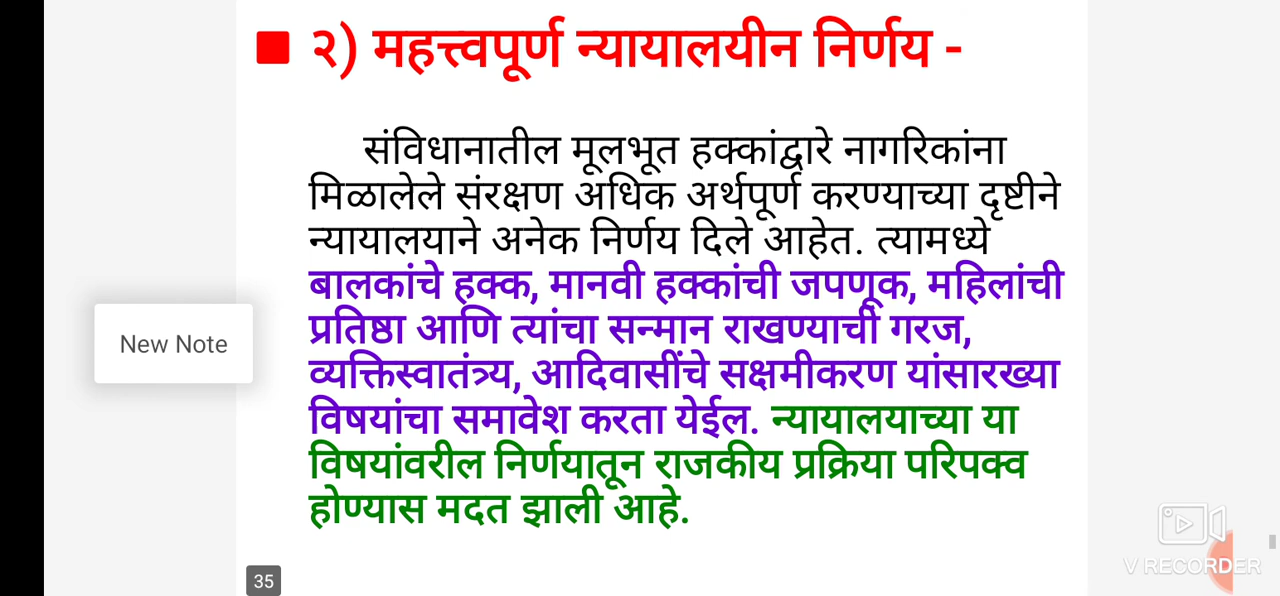 २) महत्त्वपूर्ण न्यायालयीन निर्णय -
संविधानातील मूलभूत हक्कांद्वारे नागरिकांना
मिळालेले संरक्षण अधिक अर्थपूर्ण करण्याच्या दृष्टीने
न्यायालयाने अनेक निर्णय दिले आहेत. त्यामध्ये
बालकांचे हक्क, मानवी हक्कांची जपणूक, महिलांची
प्रतिष्ठा आणि त्यांचा सन्मान राखण्याची गरज,
व्यक्तिस्वातंत्र्य, आदिवासींचे सक्षमीकरण यांसारख्या
विषयांचा समावेश करता येईल. न्यायालयाच्या या
विषयांवरील निर्णयातून राजकीय प्रक्रिया परिपक्व
होण्यास मदत झाली आहे.
New Note
35
V RECORDER